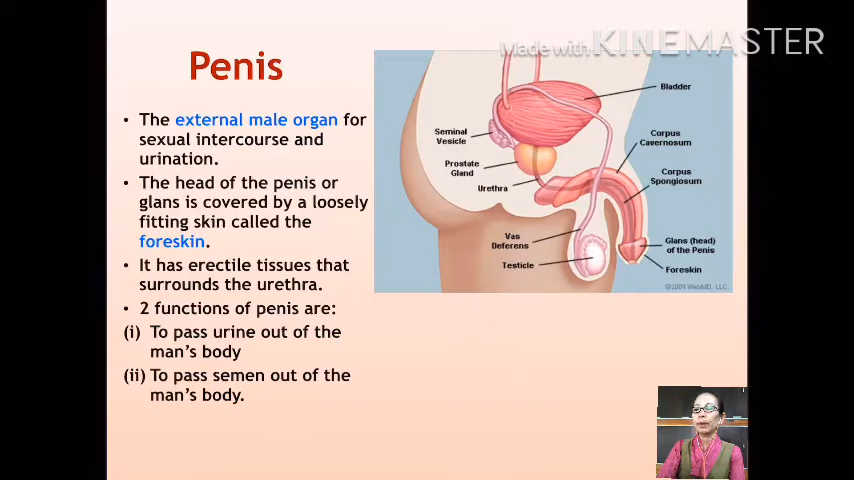 Made with KINEMASTER
Penis
• The external male organ for
sexual intercourse and
urination.
• The head of the penis or
glans is covered by a loosely
fitting skin called the
foreskin.
• It has erectile tissues that
surrounds the urethra.
• 2 functions of penis are:
(i) To pass urine out of the
man's body
(ii) To pass semen out of the
man's body.
Bladder
Corpus
Cavernosum
Seminal
Vesicle
Prostate
Gland
Corpus
Spongiosum
Urethra
Vas
Deferens
Glans (head)
of the Penis
Testicle
Foreskin
©2009 WebMD, LLC.